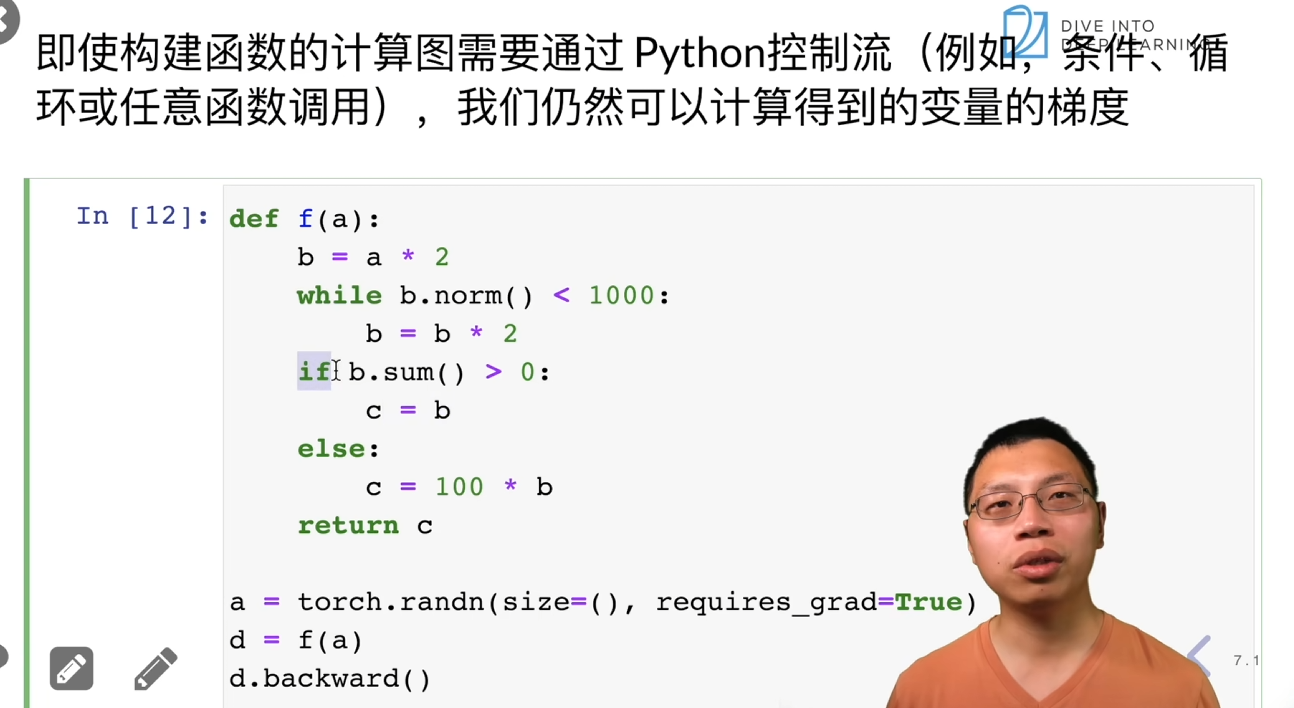 DIVE INTO
DEEP LEARNING
即使构建函数的计算图需要通过 Python控制流（例如，条件、循
环或任意函数调用），我们仍然可以计算得到的变量的梯度
In [12]: def f(a):
    b = a * 2
    while b.norm() < 1000:
        b = b * 2
    if b.sum() > 0:
        c = b
    else:
        c = 100 * b
    return c
a = torch.randn(size=(), requires_grad=True)
d = f(a)
d.backward()
7.1